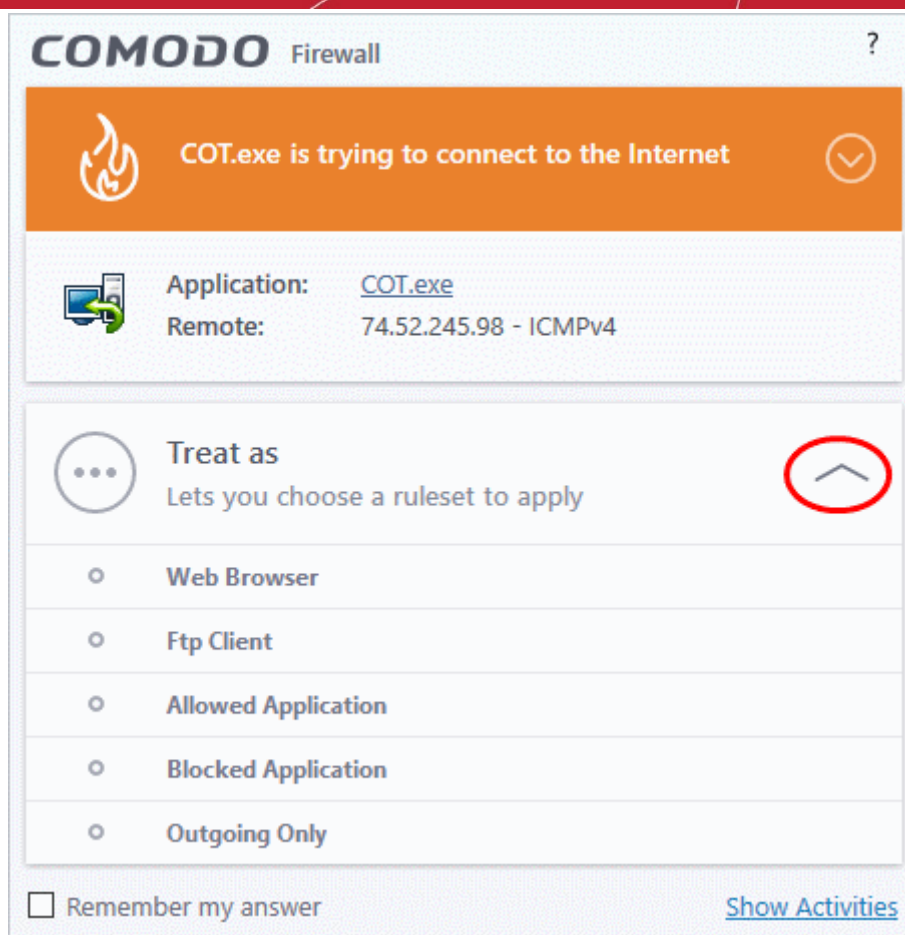 COMODO Firewall ?
COT.exe is trying to connect to the Internet
Application: COT.exe
Remote: 74.52.245.98 - ICMPv4
Treat as
Lets you choose a ruleset to apply
Web Browser
Ftp Client
Allowed Application
Blocked Application
Outgoing Only
Remember my answer Show Activities